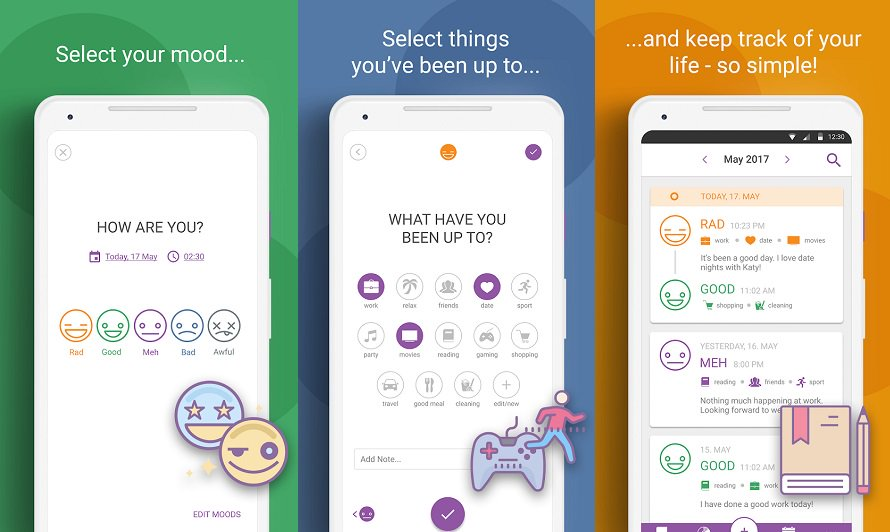 Select your mood...
HOW ARE YOU?
Today, 17 May 02:30
Rad Good Meh Bad Awful
EDIT MOODS
Select things
you've been up to...
WHAT HAVE YOU
BEEN UP TO?
work relax friends date sport
party movies reading gaming shopping
travel good meal cleaning edit/new
Add Note...
...and keep track of your
life - so simple!
12:30
May 2017
TODAY, 17. MAY
RAD 10:23 PM
work date movies
It's been a good day. I love date
nights with Katy!
GOOD 11:02 AM
shopping cleaning
YESTERDAY, 16. MAY
MEH 8:00 PM
reading friends sport
Nothing much happening at work.
Looking forward to
15. MAY
GOOD 11:02 AM
reading work
I have done a good work today!